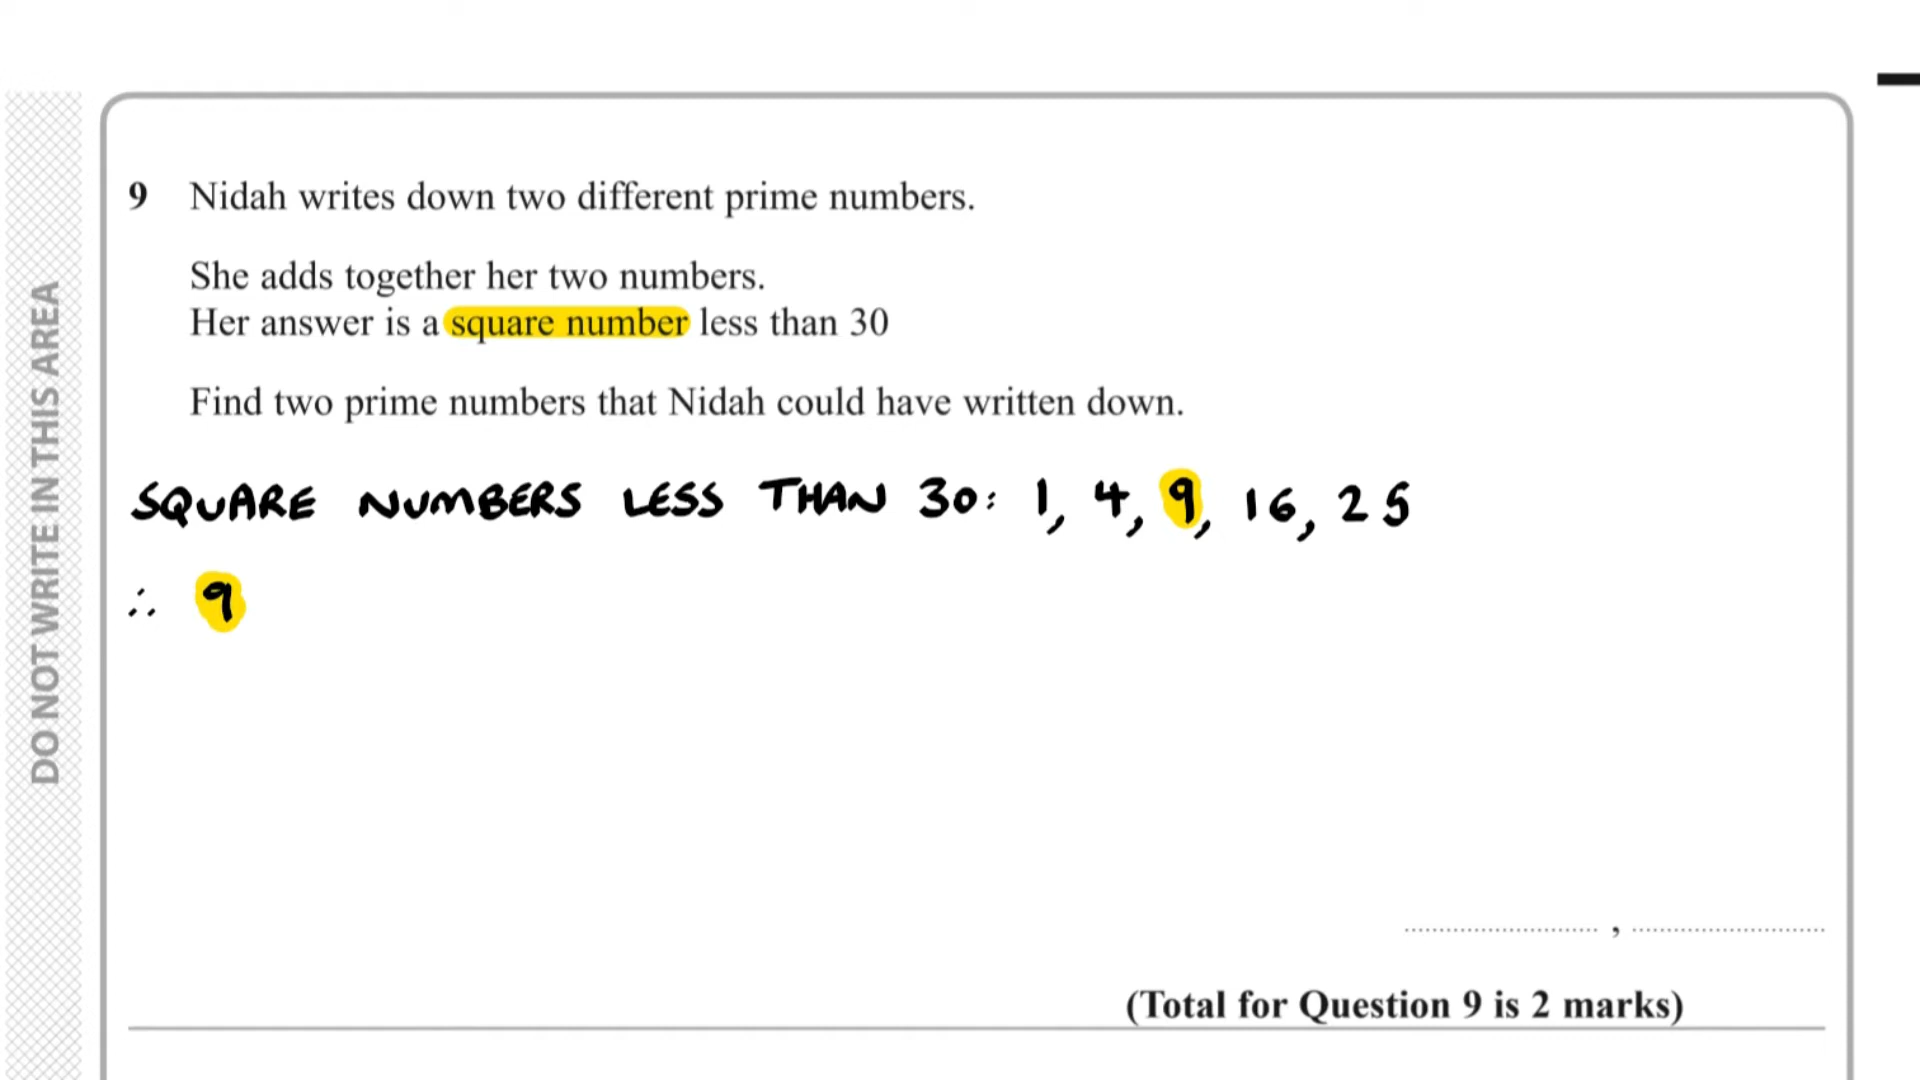 DO NOT WRITE IN THIS AREA
9 Nidah writes down two different prime numbers.
She adds together her two numbers.
Her answer is a square number less than 30
Find two prime numbers that Nidah could have written down.
SQUARE NUMBERS LESS THAN 30: 1, 4, 9, 16, 25
∴ 9
.........................., ..........................
(Total for Question 9 is 2 marks)